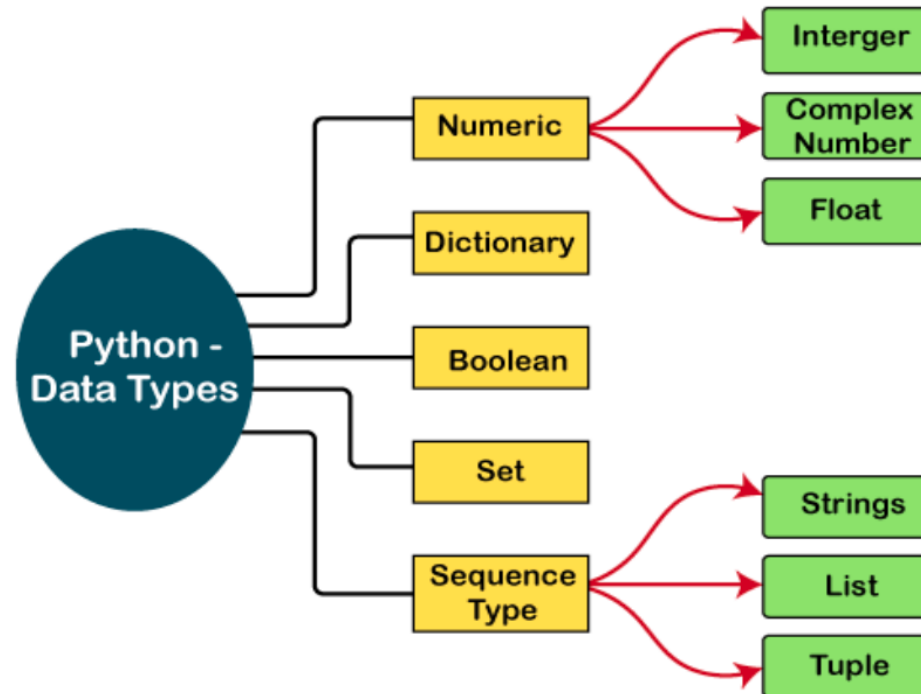 Python -
Data Types
Numeric
Dictionary
Boolean
Set
Sequence
Type
Interger
Complex
Number
Float
Strings
List
Tuple